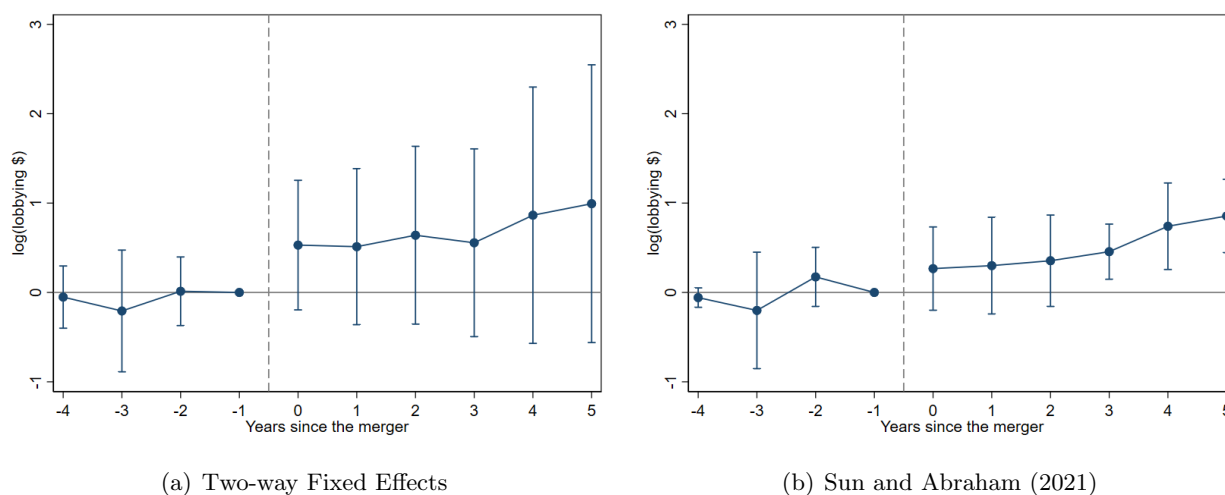 3
2
1
0
-1
log(lobbying $)
-4 -3 -2 -1 0 1 2 3 4 5
Years since the merger
(a) Two-way Fixed Effects
3
2
1
0
-1
log(lobbying $)
-4 -3 -2 -1 0 1 2 3 4 5
Years since the merger
(b) Sun and Abraham (2021)